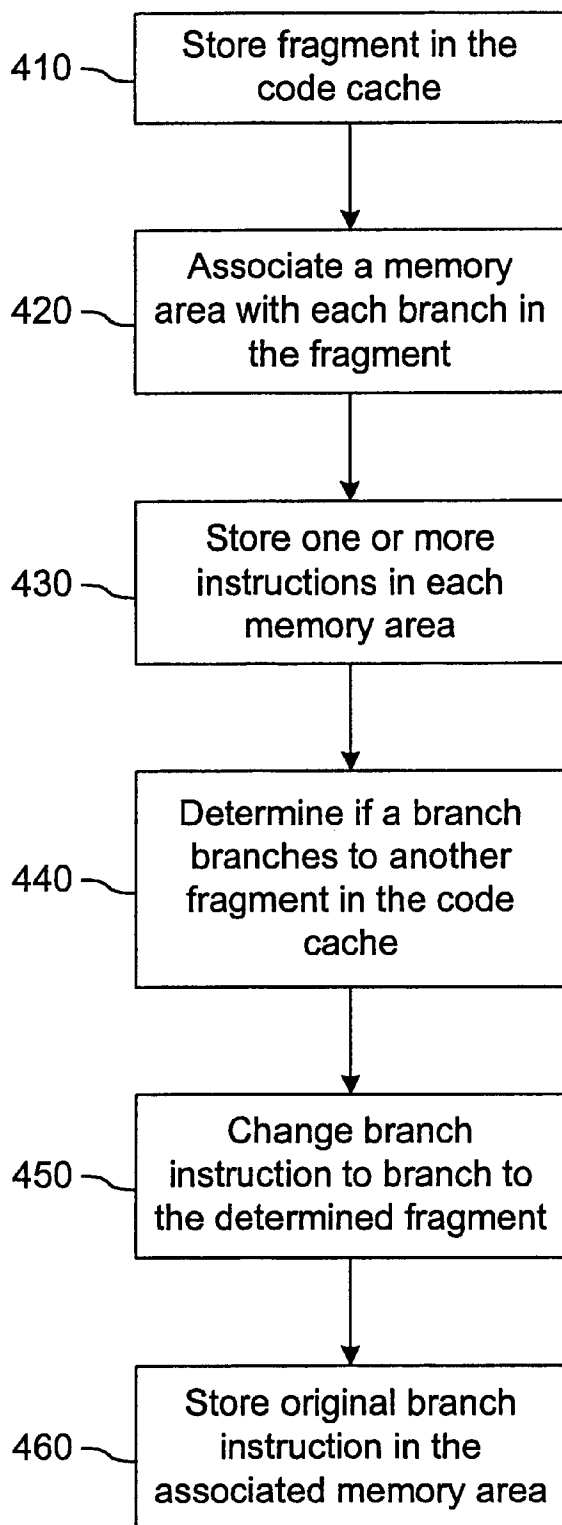 410
Store fragment in the
code cache
420
Associate a memory
area with each branch in
the fragment
430
Store one or more
instructions in each
memory area
440
Determine if a branch
branches to another
fragment in the code
cache
450
Change branch
instruction to branch to
the determined fragment
460
Store original branch
instruction in the
associated memory area